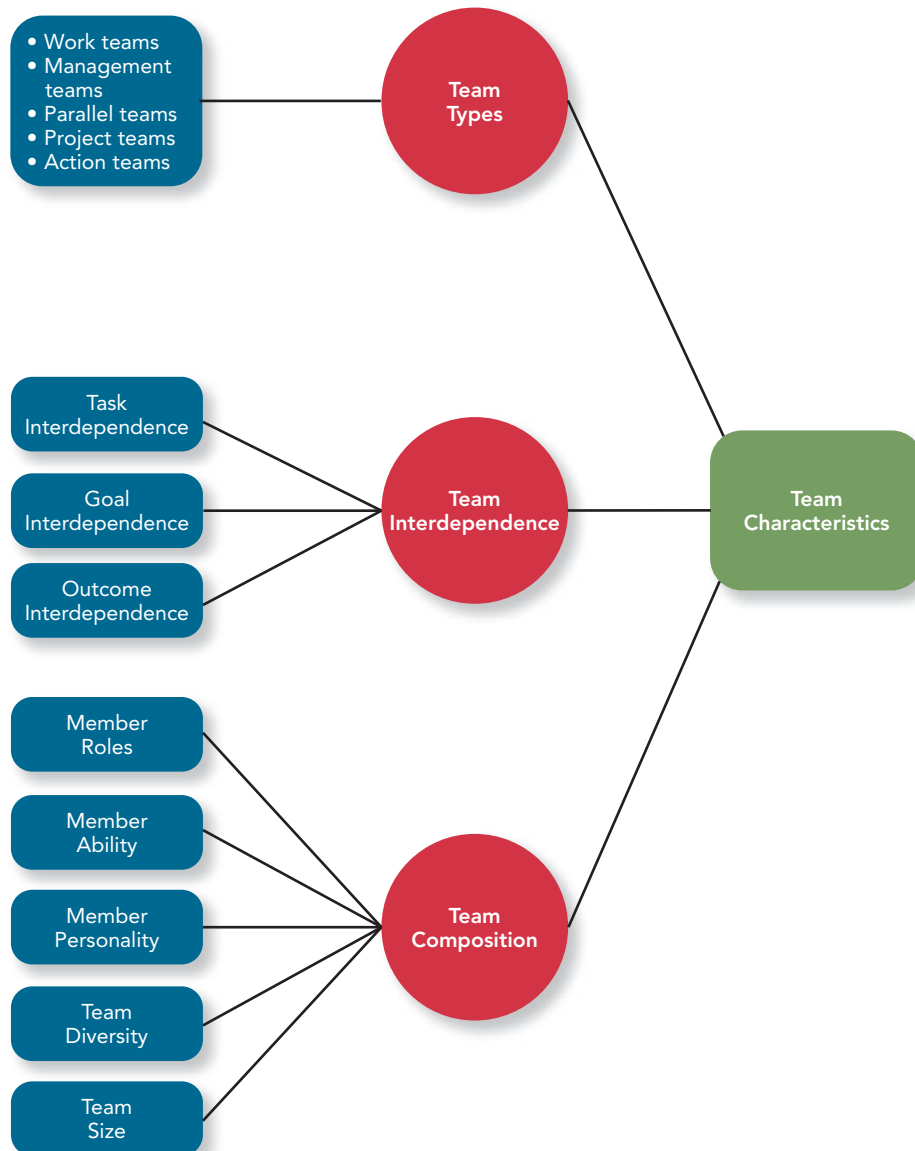 • Work teams
• Management
teams
• Parallel teams
• Project teams
• Action teams
Team
Types
Task
Interdependence
Goal
Interdependence
Outcome
Interdependence
Team
Interdependence
Team
Characteristics
Member
Roles
Member
Ability
Member
Personality
Team
Diversity
Team
Size
Team
Composition